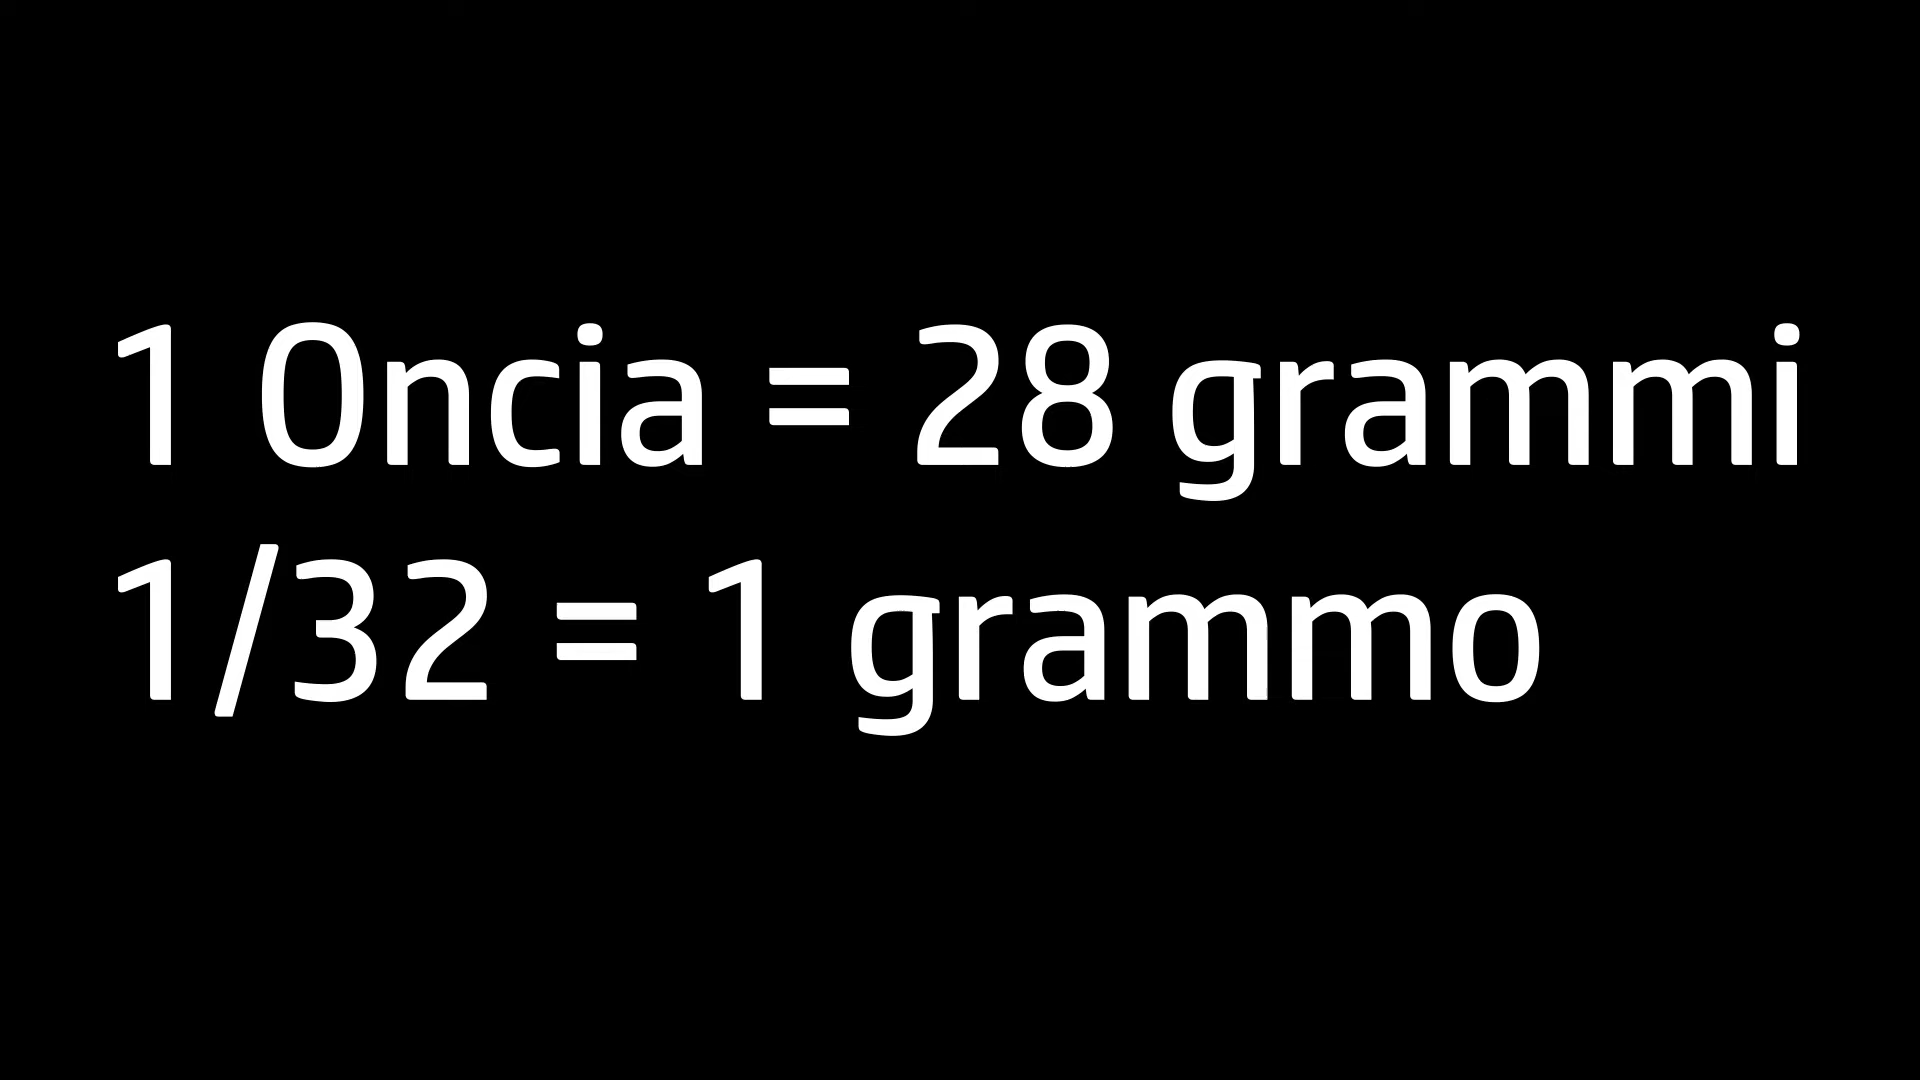 1 Oncia = 28 grammi
1/32 = 1 grammo